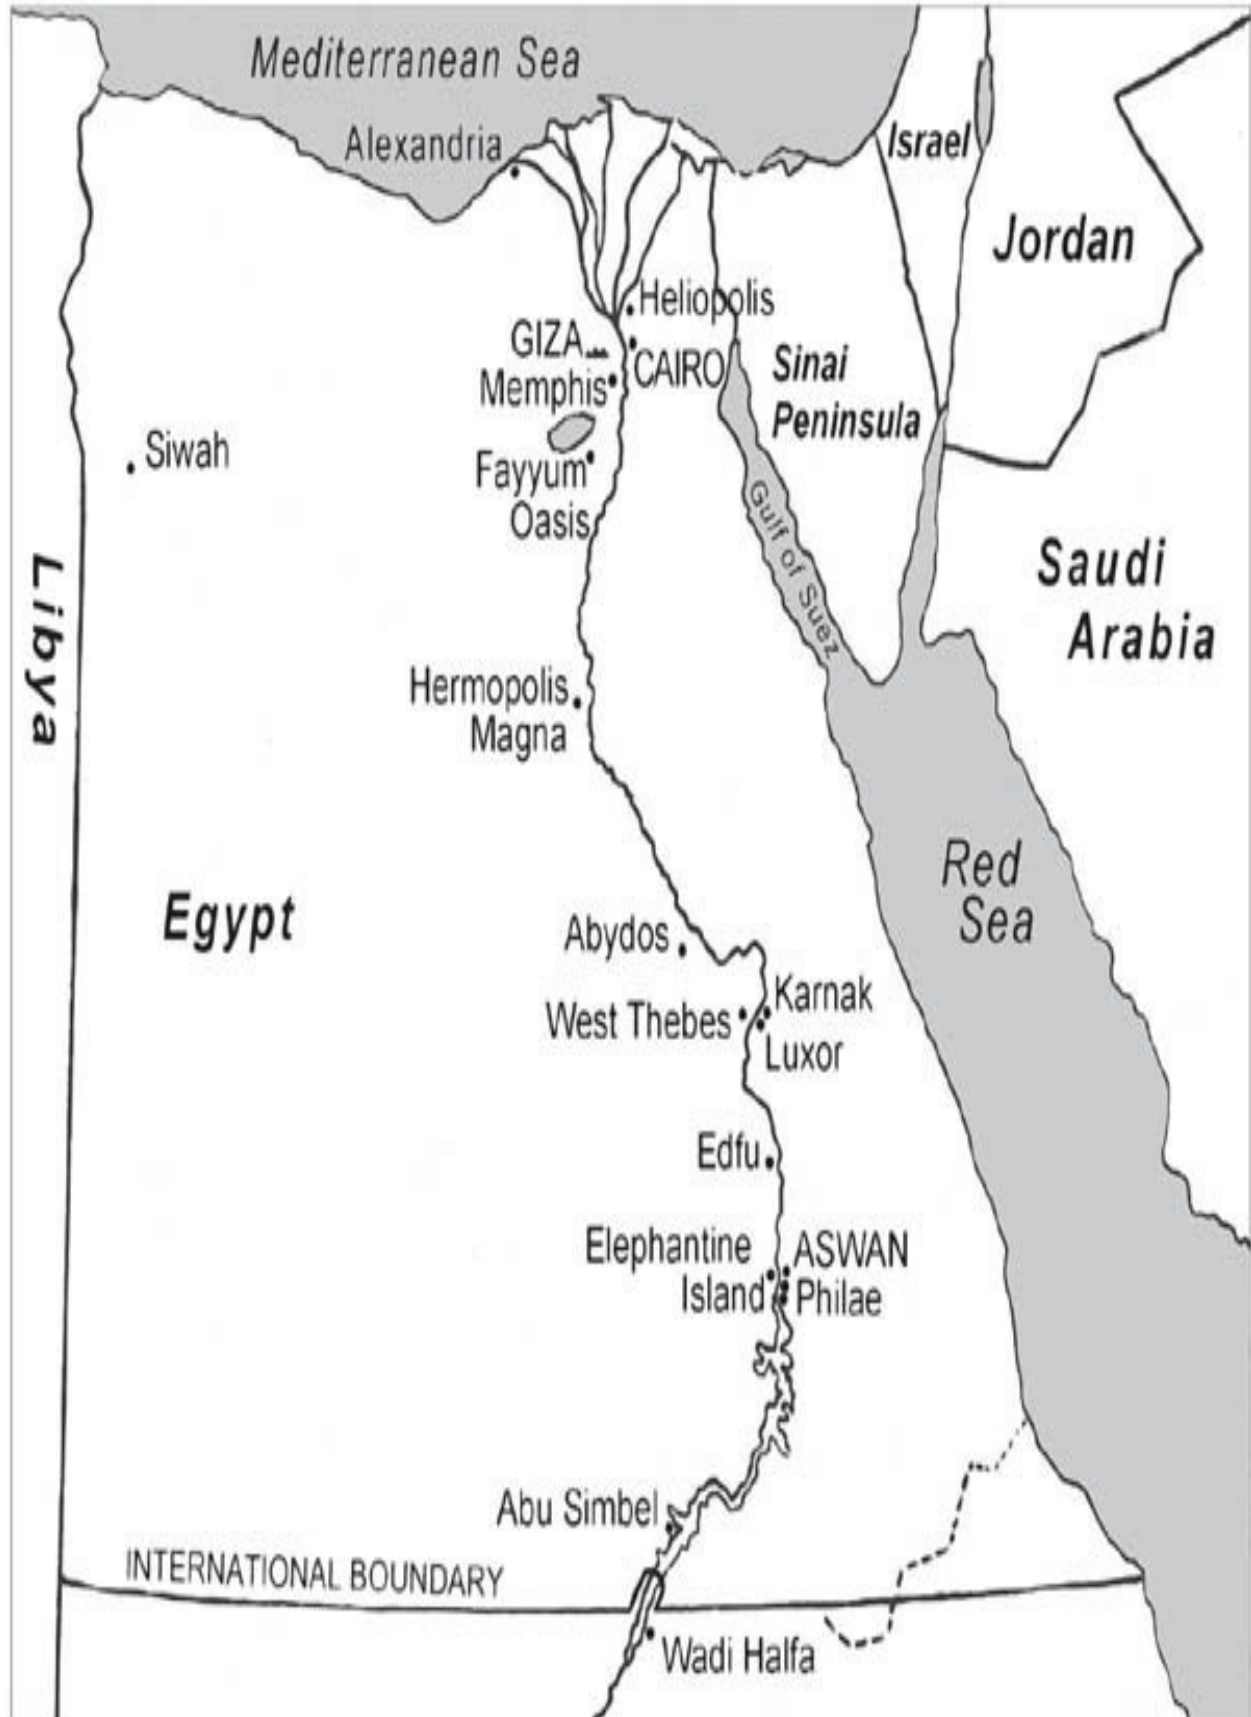 Mediterranean Sea
Alexandria
Israel
Jordan
Heliopolis
GIZA
CAIRO
Memphis
Sinai
Peninsula
Siwah
Fayyum
Oasis
Gulf of Suez
Libya
Saudi
Arabia
Hermopolis
Magna
Red
Sea
Egypt
Abydos
Karnak
West Thebes
Luxor
Edfu
Elephantine
Island
ASWAN
Philae
Abu Simbel
INTERNATIONAL BOUNDARY
Wadi Halfa